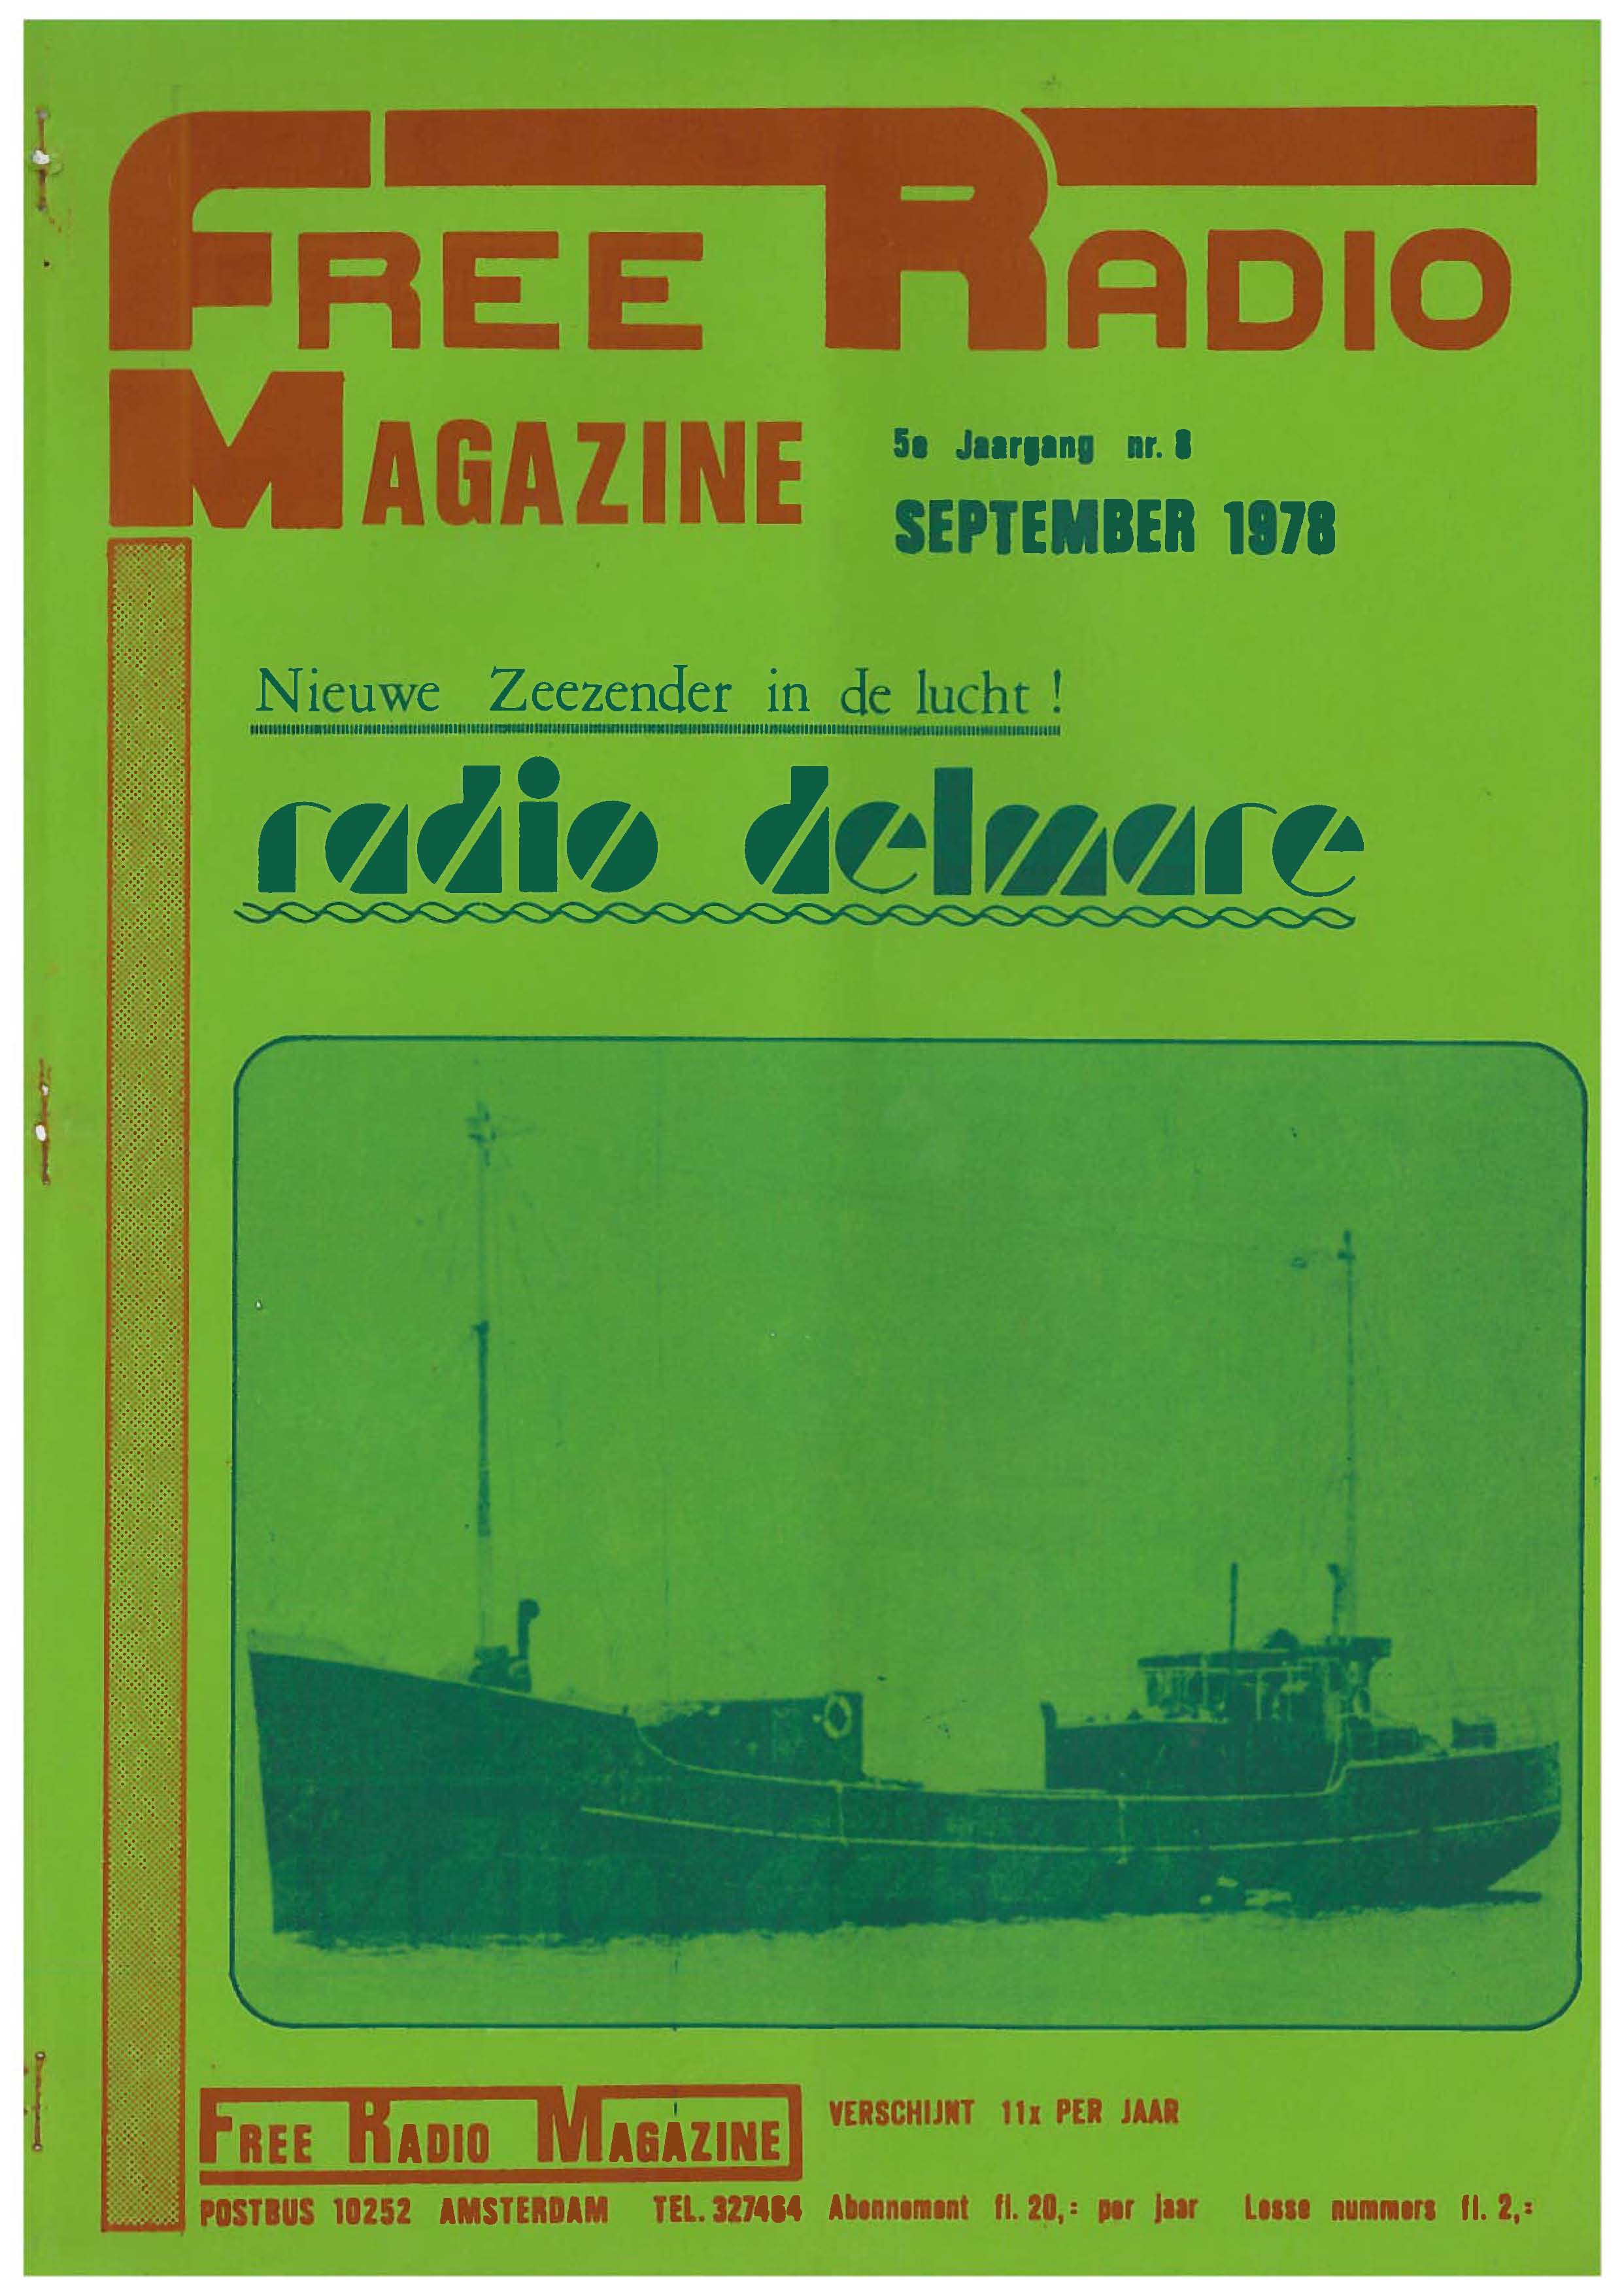 FREE RADIO
MAGAZINE
5e Jaargang nr. 8
SEPTEMBER 1978
Nieuwe Zeezender in de lucht !
radio delmare
FREE RADIO MAGAZINE
VERSCHIJNT 11x PER JAAR
POSTBUS 10252 AMSTERDAM TEL. 327464 Abonnement fl. 20,= per jaar Losse nummers fl. 2,=